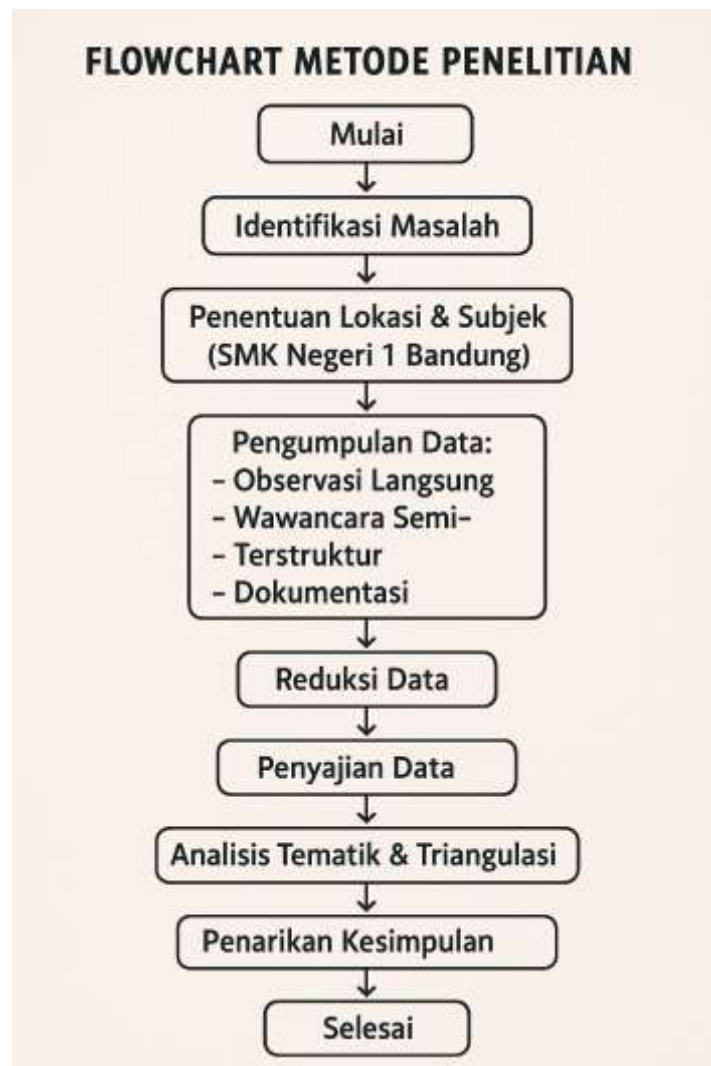 FLOWCHART METODE PENELITIAN
Mulai
Identifikasi Masalah
Penentuan Lokasi & Subjek
(SMK Negeri 1 Bandung)
Pengumpulan Data:
- Observasi Langsung
- Wawancara Semi-
- Terstruktur
- Dokumentasi
Reduksi Data
Penyajian Data
Analisis Tematik & Triangulasi
Penarikan Kesimpulan
Selesai